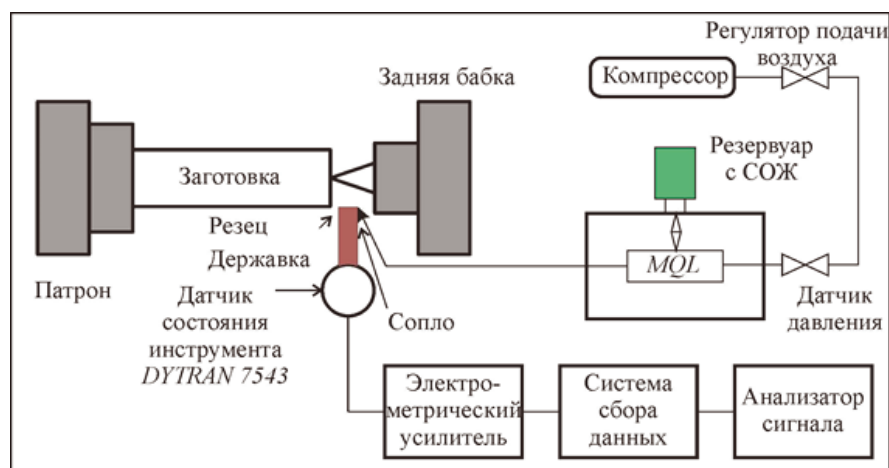 Регулятор подачи
воздуха
Задняя бабка
Компрессор
Резервуар
с СОЖ
Заготовка
Резец
Державка
MQL
Патрон
Датчик
состояния
инструмента
DYTRAN 7543
Сопло
Датчик
давления
Электро-
метрический
усилитель
Система
сбора
данных
Анализатор
сигнала